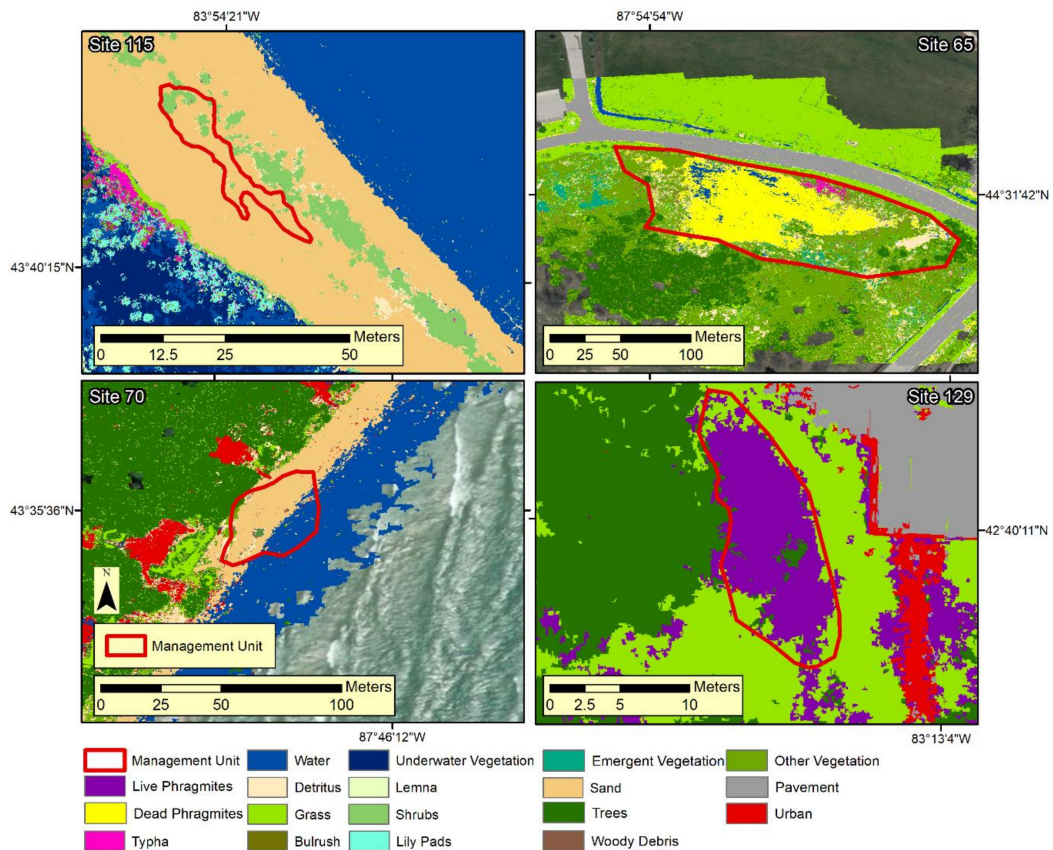 83°54'21"W
87°54'54"W
Site 115
Site 65
44°31'42"N
43°40'15"N
Meters
0 12.5 25 50
Meters
0 25 50 100
Site 70
Site 129
43°35'36"N
42°40'11"N
N
Management Unit
Meters
0 25 50 100
Meters
0 2.5 5 10
87°46'12"W
83°13'4"W
Management Unit Water Underwater Vegetation Emergent Vegetation Other Vegetation
Live Phragmites Detritus Lemna Sand Pavement
Dead Phragmites Grass Shrubs Trees Urban
Typha Bulrush Lily Pads Woody Debris